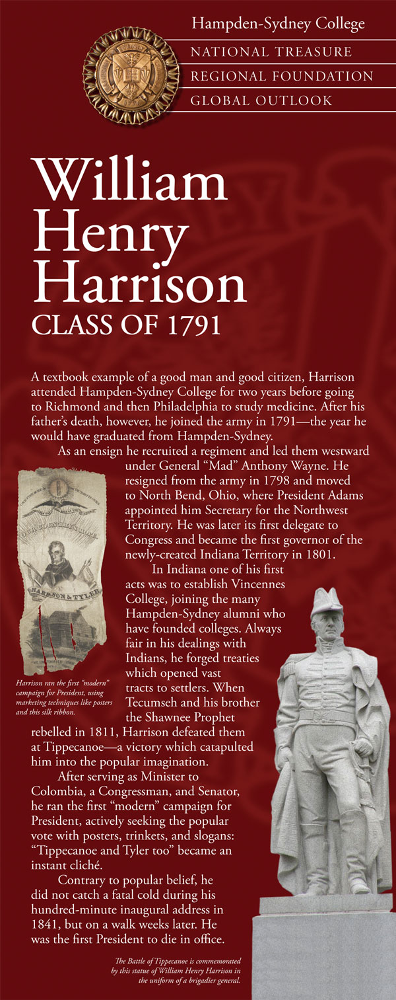 Hampden-Sydney College
NATIONAL TREASURE
REGIONAL FOUNDATION
GLOBAL OUTLOOK
William
Henry
Harrison
CLASS OF 1791
A textbook example of a good man and good citizen, Harrison
attended Hampden-Sydney College for two years before going
to Richmond and then Philadelphia to study medicine. After his
father’s death, however, he joined the army in 1791—the year he
would have graduated from Hampden-Sydney.
As an ensign he recruited a regiment and led them westward
under General “Mad” Anthony Wayne. He
resigned from the army in 1798 and moved
to North Bend, Ohio, where President Adams
appointed him Secretary for the Northwest
Territory. He was later its first delegate to
Congress and became the first governor of the
newly-created Indiana Territory in 1801.
In Indiana one of his first
acts was to establish Vincennes
College, joining the many
Hampden-Sydney alumni who
have founded colleges. Always
fair in his dealings with
Indians, he forged treaties
which opened vast
tracts to settlers. When
Tecumseh and his brother
the Shawnee Prophet
rebelled in 1811, Harrison defeated them
at Tippecanoe—a victory which catapulted
him into the popular imagination.
After serving as Minister to
Colombia, a Congressman, and Senator,
he ran the first “modern” campaign for
President, actively seeking the popular
vote with posters, trinkets, and slogans:
“Tippecanoe and Tyler too” became an
instant cliché.
Contrary to popular belief, he
did not catch a fatal cold during his
hundred-minute inaugural address in
1841, but on a walk weeks later. He
was the first President to die in office.
OUR COUNTRY'S HOPE
HARRISON & TYLER
Harrison ran the first “modern”
campaign for President, using
marketing techniques like posters
and this silk ribbon.
The Battle of Tippecanoe is commemorated
by this statue of William Henry Harrison in
the uniform of a brigadier general.